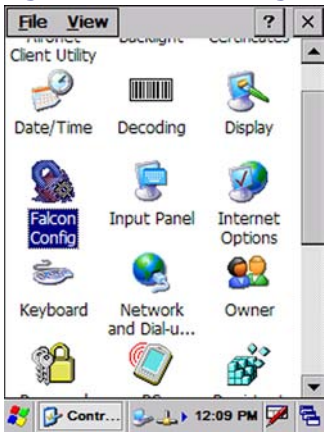 File View ? ×
Client Utility
Date/Time Decoding Display
Falcon Input Panel Internet
Config Options
Keyboard Network Owner
and Dial-u...
Contr... 12:09 PM